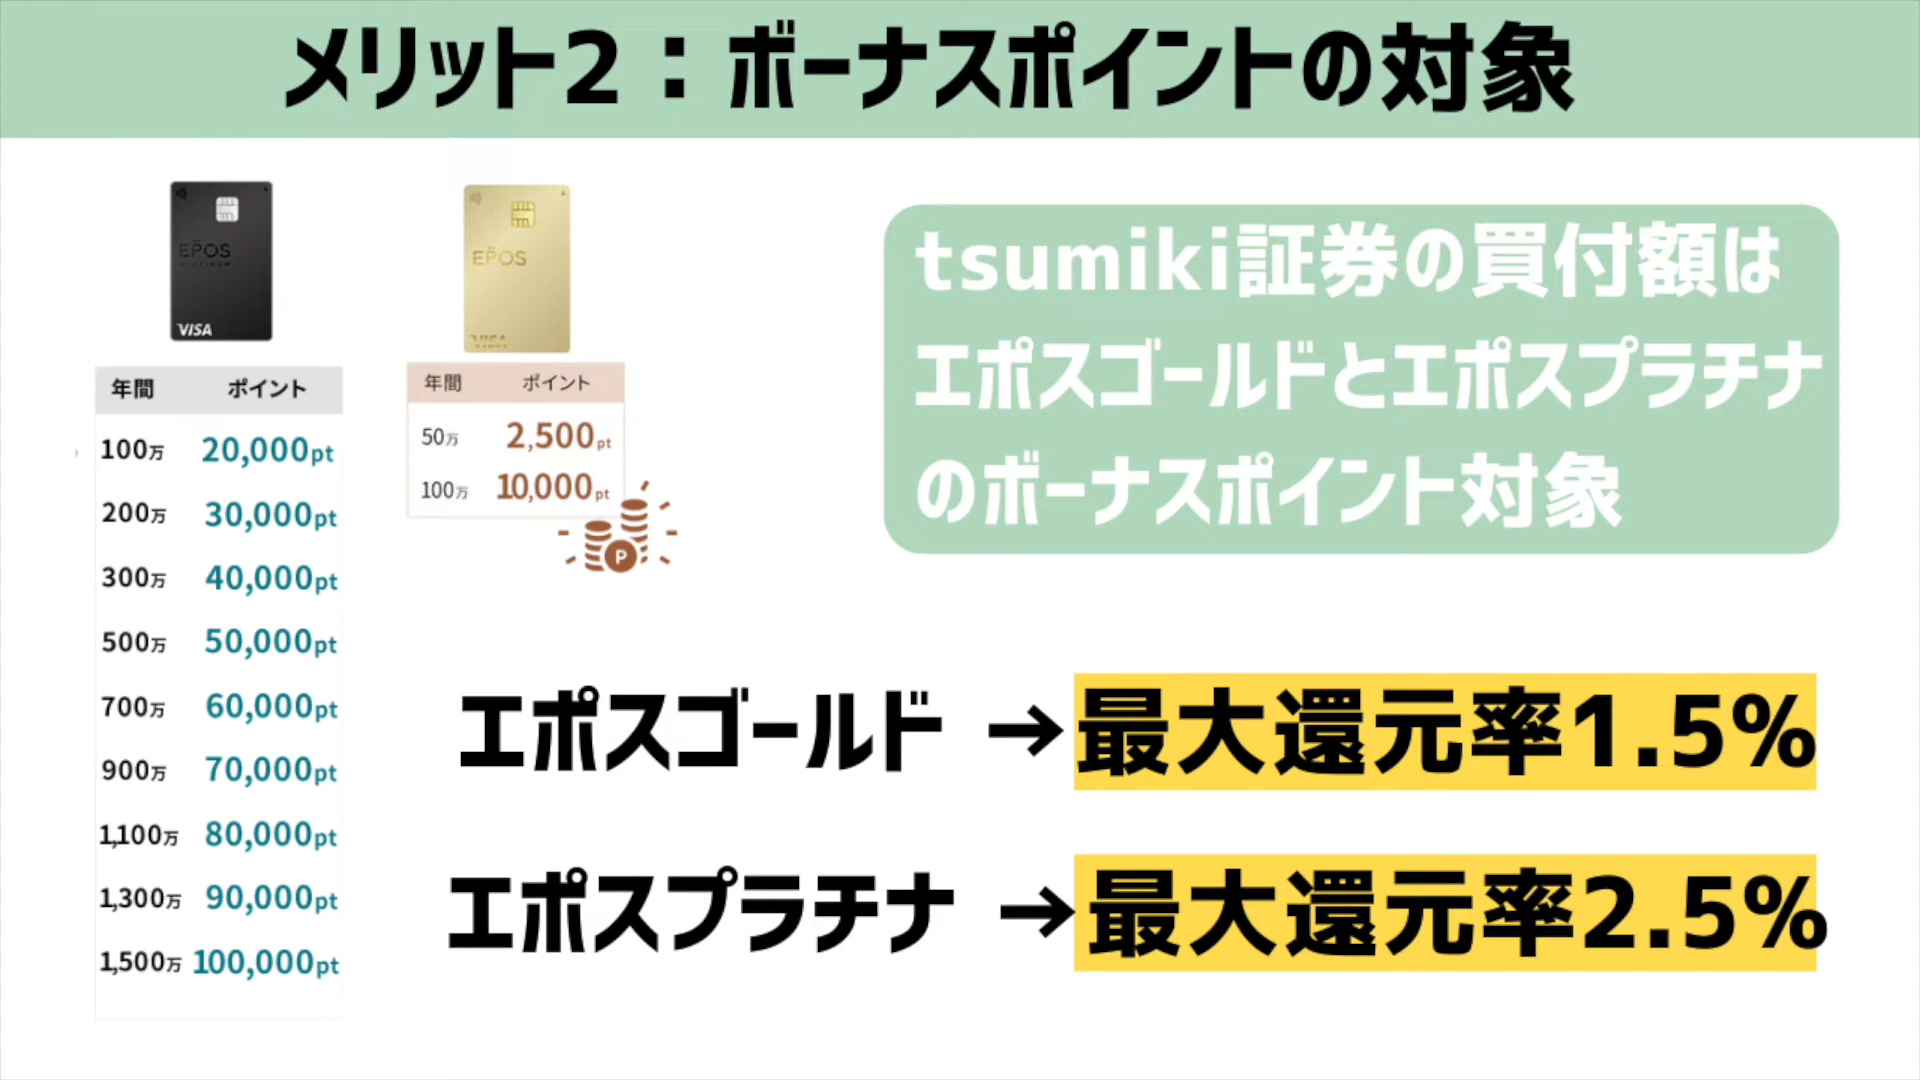 メリット2：ボーナスポイントの対象
EPOS
PLATINUM
VISA
年間 ポイント
100万 20,000pt
200万 30,000pt
300万 40,000pt
500万 50,000pt
700万 60,000pt
900万 70,000pt
1,100万 80,000pt
1,300万 90,000pt
1,500万 100,000pt
EPOS
VISA
年間 ポイント
50万 2,500pt
100万 10,000pt
P
tsumiki証券の買付額は
エポスゴールドとエポスプラチナ
のボーナスポイント対象
エポスゴールド →最大還元率1.5%
エポスプラチナ →最大還元率2.5%